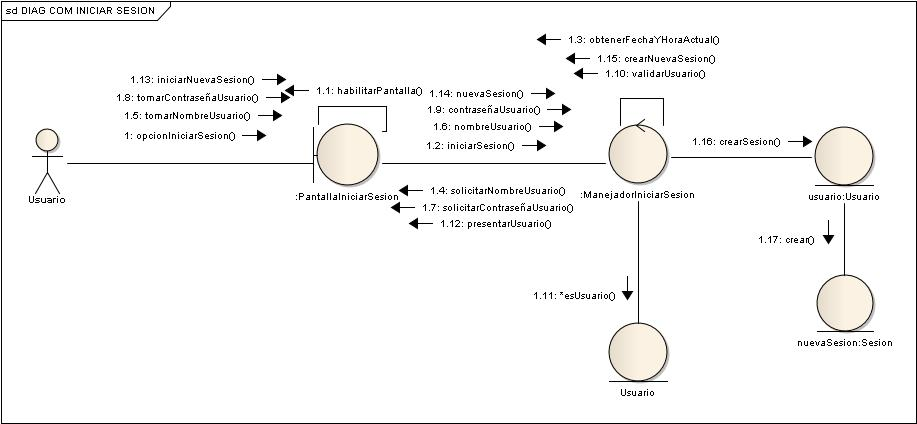 sd DIAG COM INICIAR SESION
1.3: obtenerFechaYHoraActual()
1.15: crearNuevaSesion()
1.10: validarUsuario()
1.13: iniciarNuevaSesion()
1.8: tomarContraseñaUsuario()
1.5: tomarNombreUsuario()
1: opcionIniciarSesion()
1.1: habilitarPantalla()
1.14: nuevaSesion()
1.9: contraseñaUsuario()
1.6: nombreUsuario()
1.2: iniciarSesion()
1.16: crearSesion()
Usuario
:PantallaIniciarSesion
:ManejadorIniciarSesion
usuario:Usuario
1.4: solicitarNombreUsuario()
1.7: solicitarContraseñaUsuario()
1.12: presentarUsuario()
1.17: crear()
1.11: *esUsuario()
nuevaSesion:Sesion
Usuario